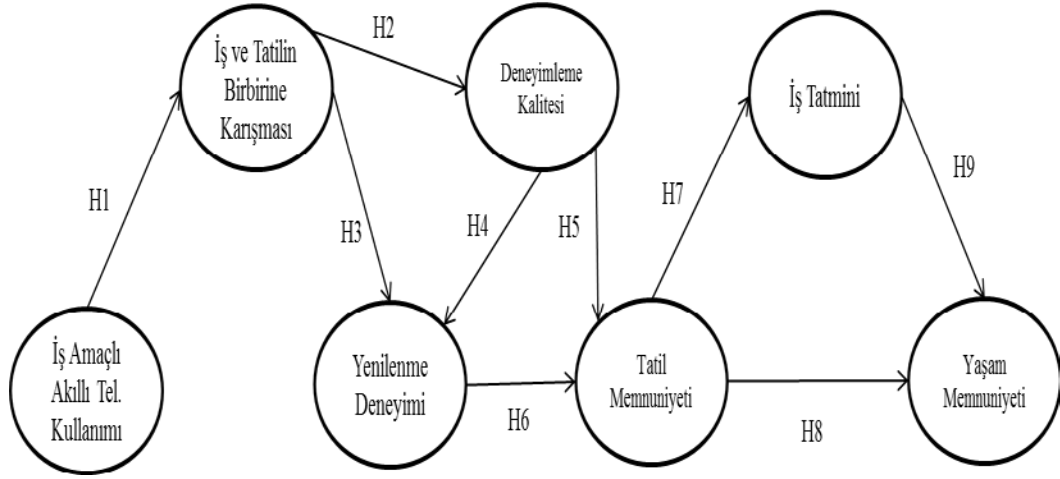 H2
İş ve Tatilin
Birbirine
Karışması
Deneyimleme
Kalitesi
İş Tatmini
H1
H3
H4
H5
H7
H9
İş Amaçlı
Akıllı Tel.
Kullanımı
Yenilenme
Deneyimi
H6
Tatil
Memnuniyeti
H8
Yaşam
Memnuniyeti